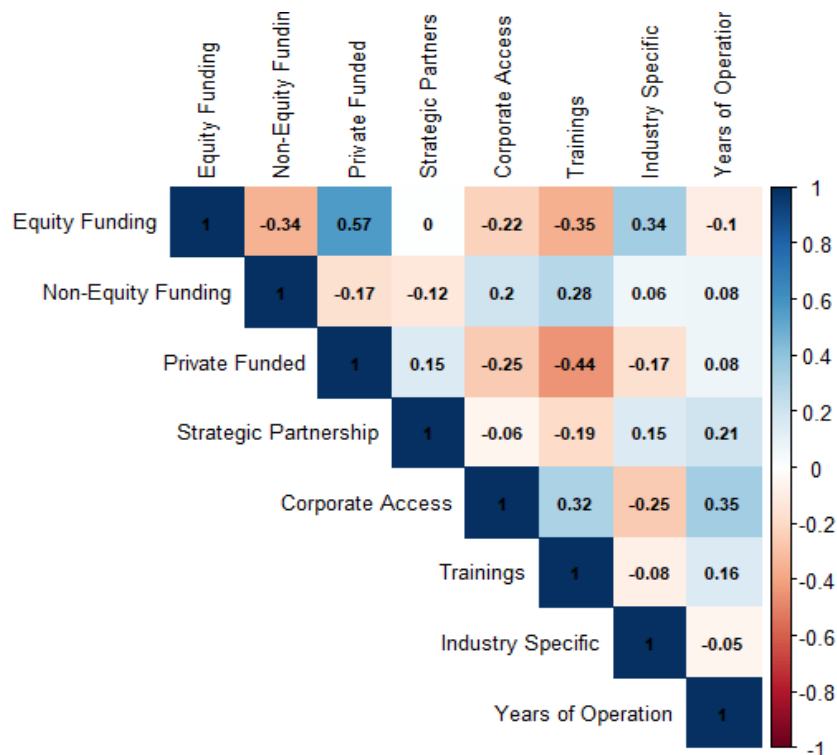 Equity Funding
Non-Equity Fundin
Private Funded
Strategic Partners
Corporate Access
Trainings
Industry Specific
Years of Operatior
Equity Funding 1 -0.34 0.57 0 -0.22 -0.35 0.34 -0.1
Non-Equity Funding 1 -0.17 -0.12 0.2 0.28 0.06 0.08
Private Funded 1 0.15 -0.25 -0.44 -0.17 0.08
Strategic Partnership 1 -0.06 -0.19 0.15 0.21
Corporate Access 1 0.32 -0.25 0.35
Trainings 1 -0.08 0.16
Industry Specific 1 -0.05
Years of Operation 1
1
0.8
0.6
0.4
0.2
0
-0.2
-0.4
-0.6
-0.8
-1